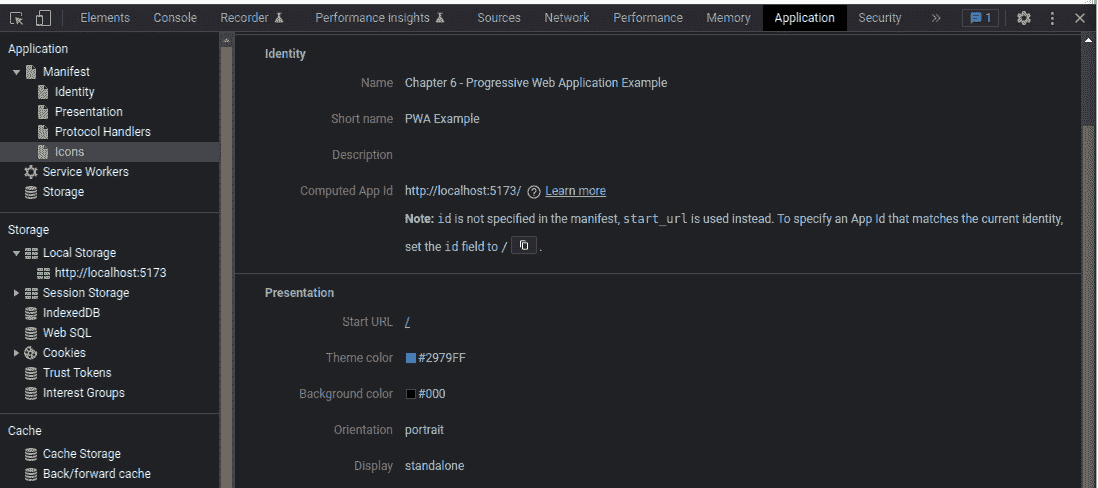 Elements Console Recorder Performance insights Sources Network Performance Memory Application Security » 1
Application
Manifest
Identity
Presentation
Protocol Handlers
Icons
Service Workers
Storage
Storage
Local Storage
http://localhost:5173
Session Storage
IndexedDB
Web SQL
Cookies
Trust Tokens
Interest Groups
Cache
Cache Storage
Back/forward cache
Identity
Name Chapter 6 - Progressive Web Application Example
Short name PWA Example
Description
Computed App Id http://localhost:5173/ ? Learn more
Note: id is not specified in the manifest, start_url is used instead. To specify an App Id that matches the current identity,
set the id field to / .
Presentation
Start URL /
Theme color #2979FF
Background color #000
Orientation portrait
Display standalone